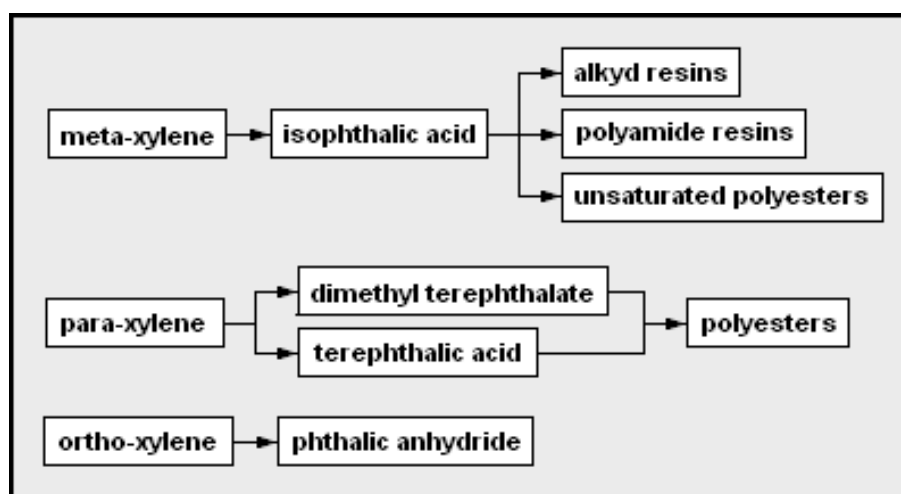 alkyd resins
meta-xylene
isophthalic acid
polyamide resins
unsaturated polyesters
dimethyl terephthalate
para-xylene
polyesters
terephthalic acid
ortho-xylene
phthalic anhydride